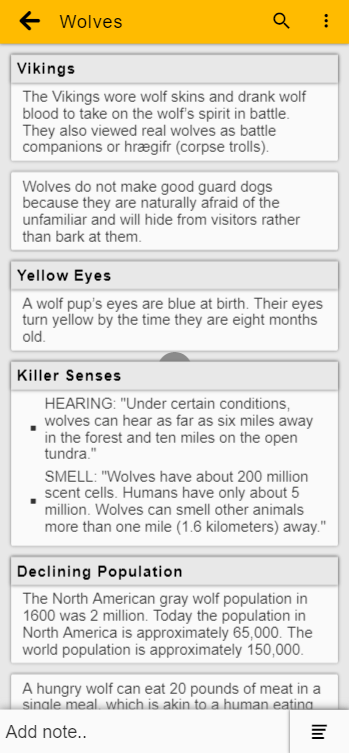 Wolves
Vikings
The Vikings wore wolf skins and drank wolf
blood to take on the wolf's spirit in battle.
They also viewed real wolves as battle
companions or hrægifr (corpse trolls).
Wolves do not make good guard dogs
because they are naturally afraid of the
unfamiliar and will hide from visitors rather
than bark at them.
Yellow Eyes
A wolf pup's eyes are blue at birth. Their eyes
turn yellow by the time they are eight months
old.
Killer Senses
HEARING: "Under certain conditions,
wolves can hear as far as six miles away
in the forest and ten miles on the open
tundra."
SMELL: "Wolves have about 200 million
scent cells. Humans have only about 5
million. Wolves can smell other animals
more than one mile (1.6 kilometers) away."
Declining Population
The North American gray wolf population in
1600 was 2 million. Today the population in
North America is approximately 65,000. The
world population is approximately 150,000.
A hungry wolf can eat 20 pounds of meat in a
single meal, which is akin to a human eating
Add note..